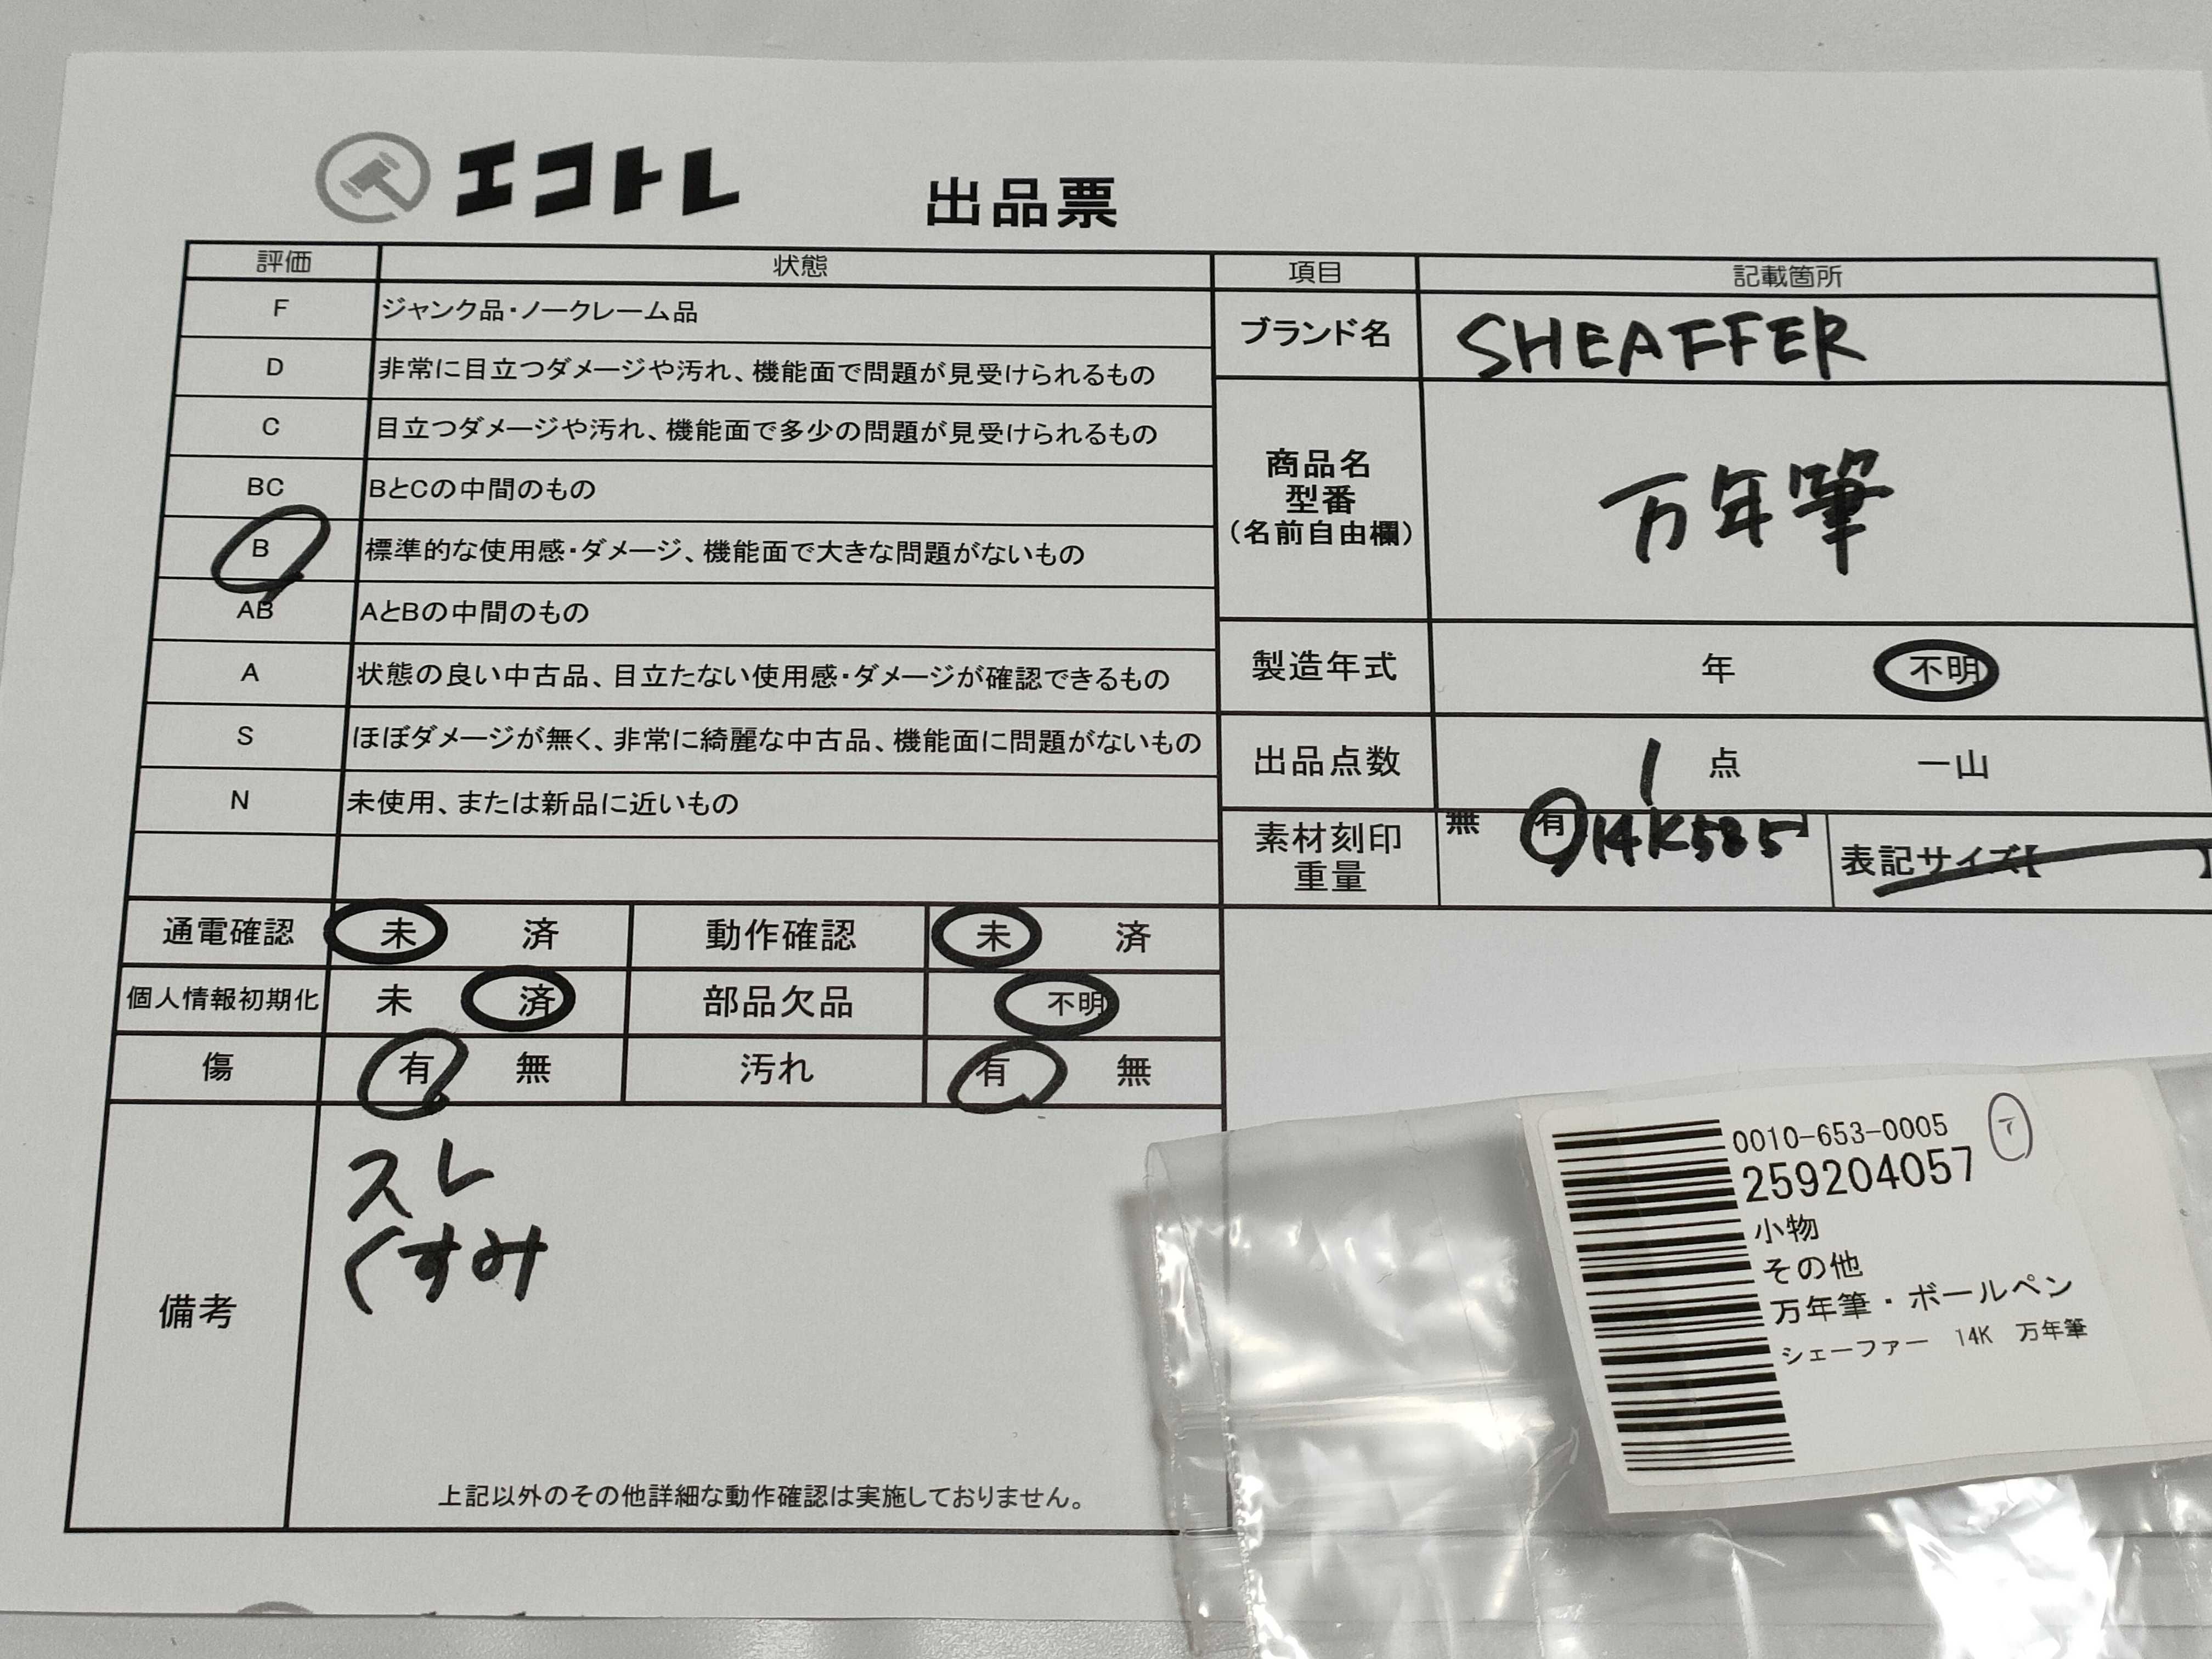 エコトレ
出品票
評価 状態
F ジャンク品・ノークレーム品
D 非常に目立つダメージや汚れ、機能面で問題が見受けられるもの
C 目立つダメージや汚れ、機能面で多少の問題が見受けられるもの
BC BとCの中間のもの
B 標準的な使用感・ダメージ、機能面で大きな問題がないもの
AB AとBの中間のもの
A 状態の良い中古品、目立たない使用感・ダメージが確認できるもの
S ほぼダメージが無く、非常に綺麗な中古品、機能面に問題がないもの
N 未使用、または新品に近いもの
項目 記載箇所
ブランド名 SHEAFFER
商品名
型番
(名前自由欄)
万年筆
製造年式 年 不明
出品点数 1 点 一山
素材刻印
重量
無 有 14K585】
表記サイズ【 】
通電確認 未 済 動作確認 未 済
個人情報初期化 未 済 部品欠品 不明
傷 有 無 汚れ 有 無
備考
スレ
くすみ
上記以外のその他詳細な動作確認は実施しておりません。
0010-653-0005
259204057
小物
その他
万年筆・ボールペン
シェーファー 14K 万年筆